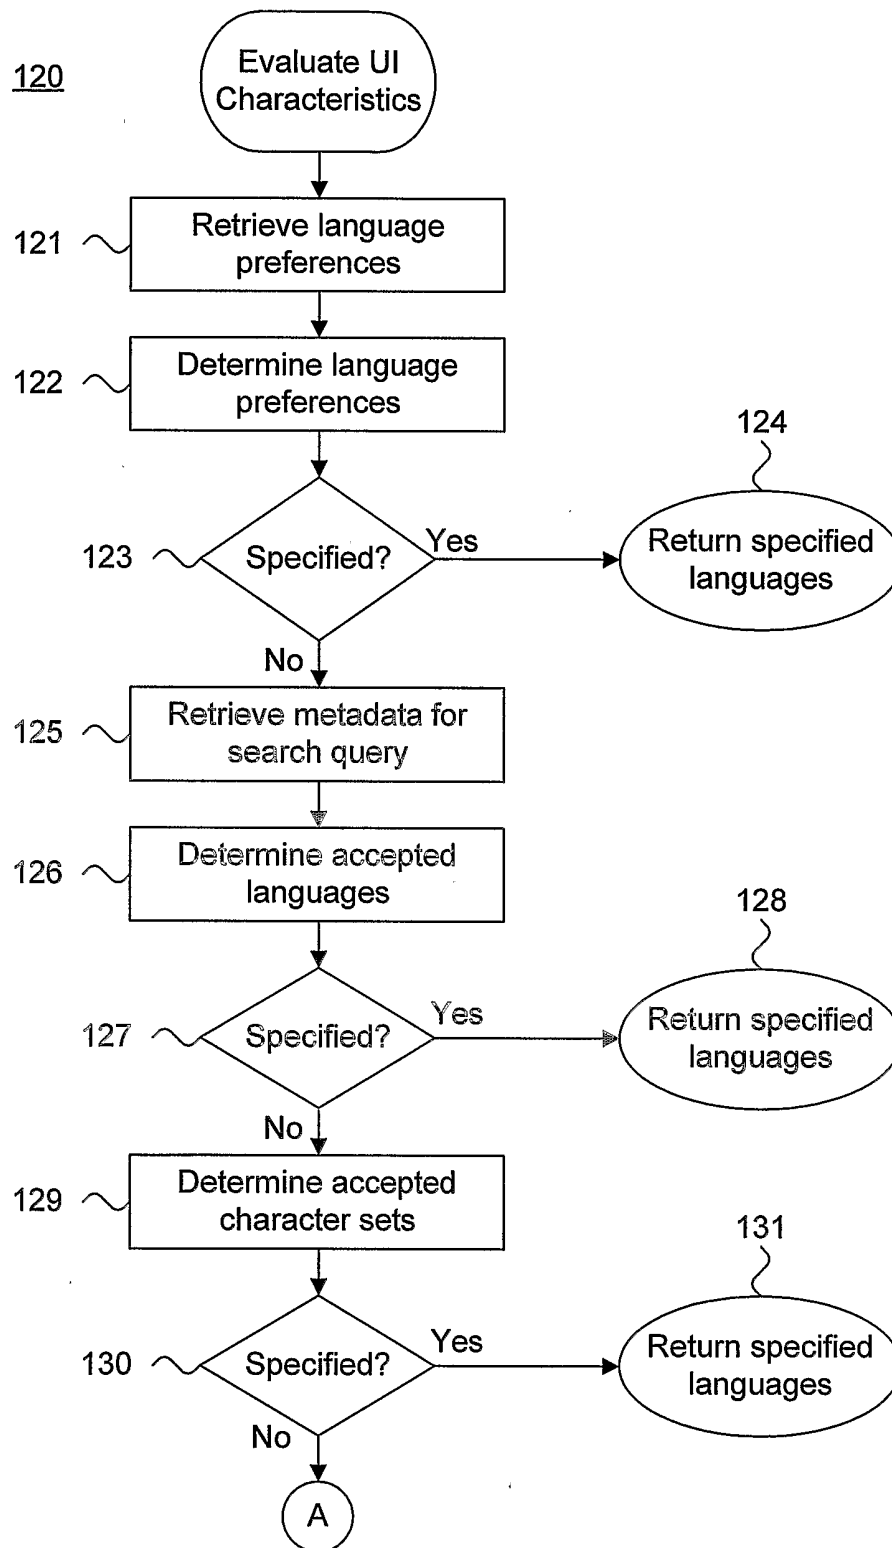 120
Evaluate UI
Characteristics
121
Retrieve language
preferences
122
Determine language
preferences
124
123
Specified?
Yes
Return specified
languages
No
125
Retrieve metadata for
search query
126
Determine accepted
languages
128
127
Specified?
Yes
Return specified
languages
No
129
Determine accepted
character sets
131
130
Specified?
Yes
Return specified
languages
No
A